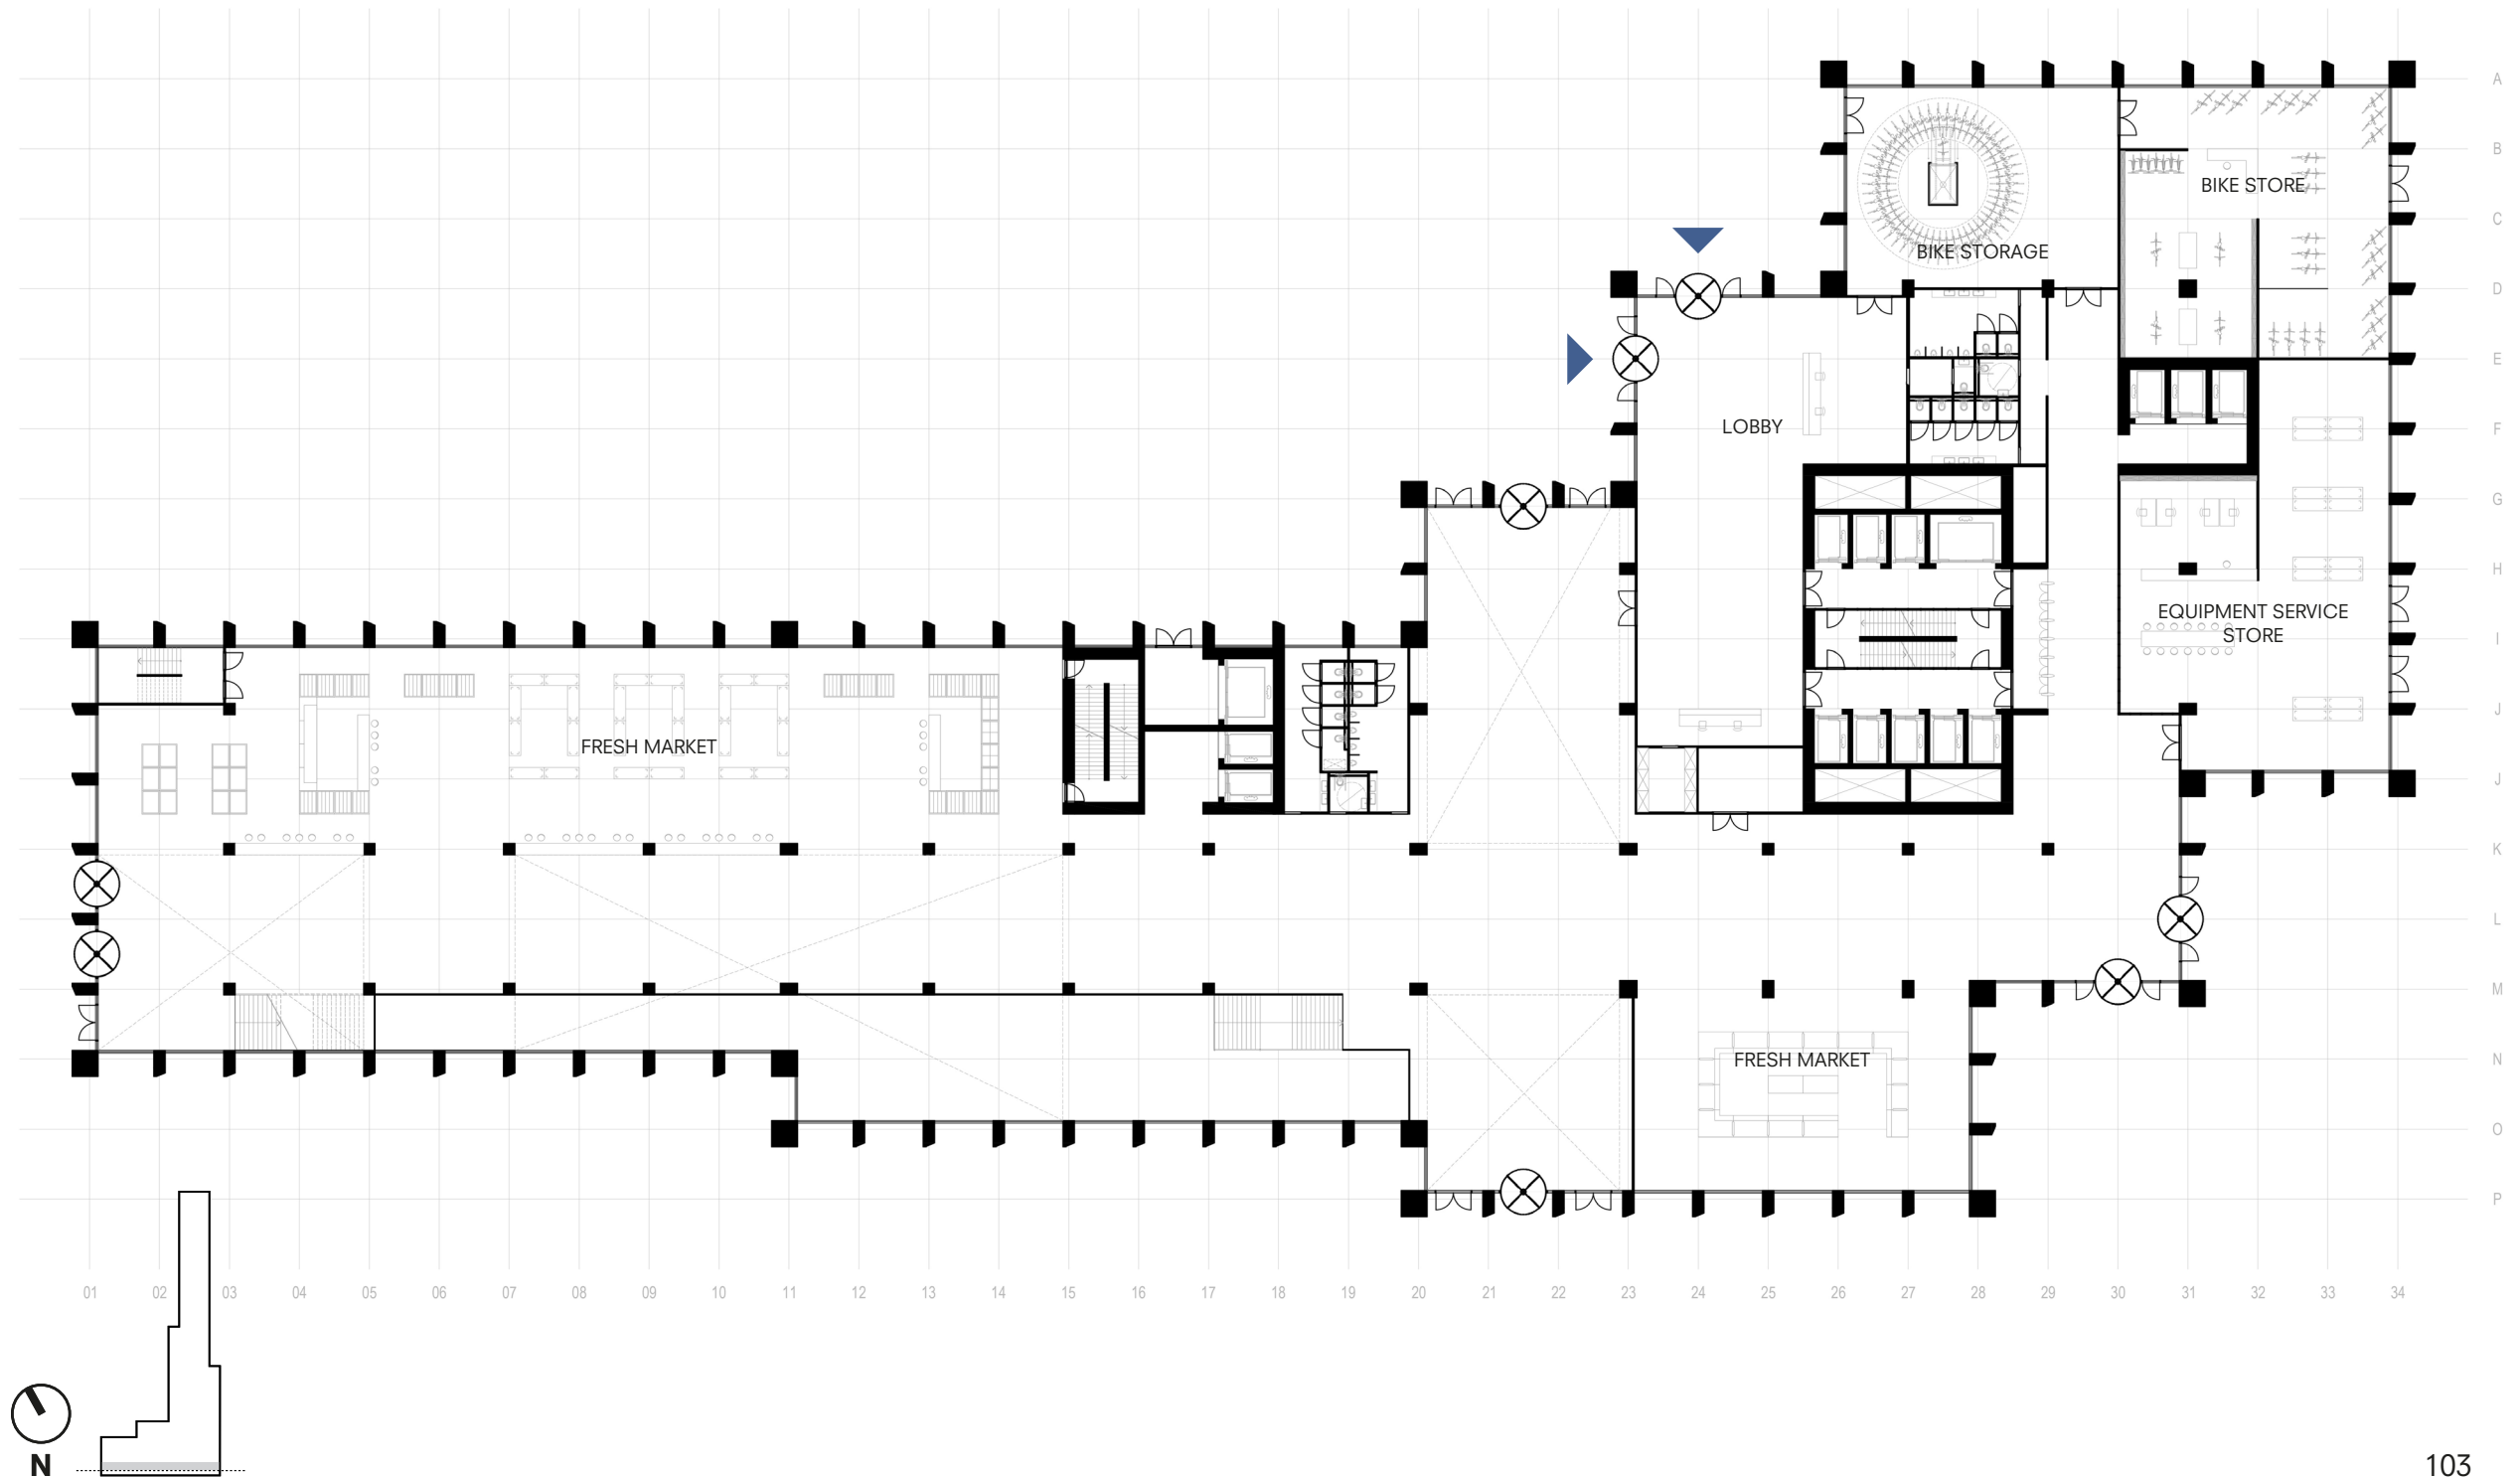 A
B
BIKE STORE
C
BIKE STORAGE
D
E
LOBBY
F
G
H
EQUIPMENT SERVICE
STORE
I
J
FRESH MARKET
J
K
L
M
FRESH MARKET
N
O
P
01 02 03 04 05 06 07 08 09 10 11 12 13 14 15 16 17 18 19 20 21 22 23 24 25 26 27 28 29 30 31 32 33 34
N
103